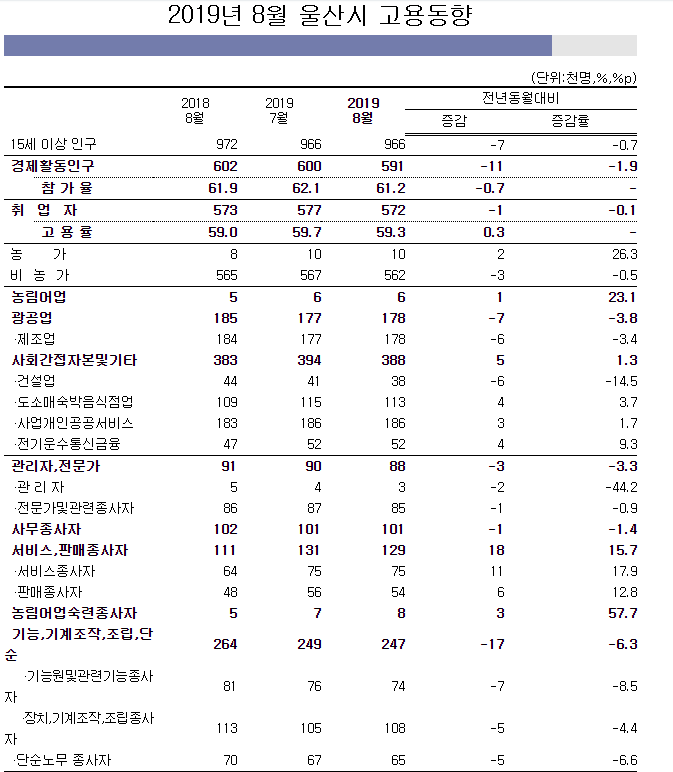 2019년 8월 울산시 고용동향
(단위:천명,%,%p)
2018 8월 2019 7월 2019 8월 전년동월대비
증감 증감률
15세 이상 인구 972 966 966 -7 -0.7
경제활동인구 602 600 591 -11 -1.9
참 가 율 61.9 62.1 61.2 -0.7 -
취 업 자 573 577 572 -1 -0.1
고 용 률 59.0 59.7 59.3 0.3 -
농 가 8 10 10 2 26.3
비 농 가 565 567 562 -3 -0.5
농림어업 5 6 6 1 23.1
광공업 185 177 178 -7 -3.8
·제조업 184 177 178 -6 -3.4
사회간접자본및기타 383 394 388 5 1.3
·건설업 44 41 38 -6 -14.5
·도소매숙박음식점업 109 115 113 4 3.7
·사업개인공공서비스 183 186 186 3 1.7
·전기운수통신금융 47 52 52 4 9.3
관리자,전문가 91 90 88 -3 -3.3
·관 리 자 5 4 3 -2 -44.2
·전문가및관련종사자 86 87 85 -1 -0.9
사무종사자 102 101 101 -1 -1.4
서비스,판매종사자 111 131 129 18 15.7
·서비스종사자 64 75 75 11 17.9
·판매종사자 48 56 54 6 12.8
농림어업숙련종사자 5 7 8 3 57.7
기능,기계조작,조립,단
순 264 249 247 -17 -6.3
·기능원및관련기능종사
자 81 76 74 -7 -8.5
·장치,기계조작,조립종사
자 113 105 108 -5 -4.4
·단순노무 종사자 70 67 65 -5 -6.6